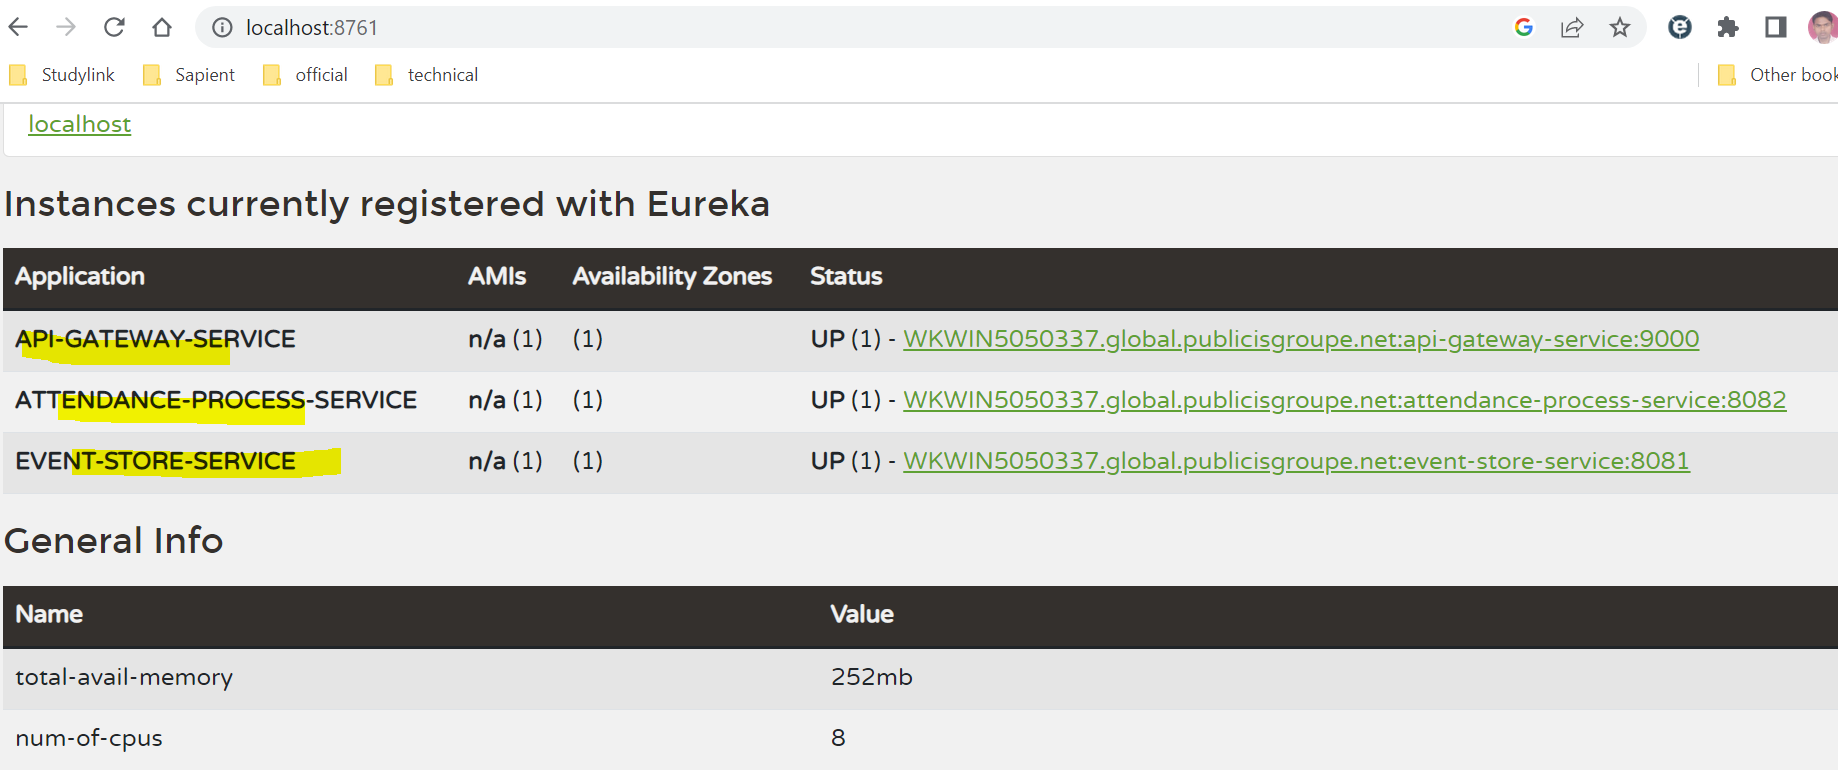 localhost:8761
Studylink Sapient official technical Other book
localhost
Instances currently registered with Eureka
Application AMIs Availability Zones Status
API-GATEWAY-SERVICE n/a (1) (1) UP (1) - WKWIN5050337.global.publicisgroupe.net:api-gateway-service:9000
ATTENDANCE-PROCESS-SERVICE n/a (1) (1) UP (1) - WKWIN5050337.global.publicisgroupe.net:attendance-process-service:8082
EVENT-STORE-SERVICE n/a (1) (1) UP (1) - WKWIN5050337.global.publicisgroupe.net:event-store-service:8081
General Info
Name Value
total-avail-memory 252mb
num-of-cpus 8